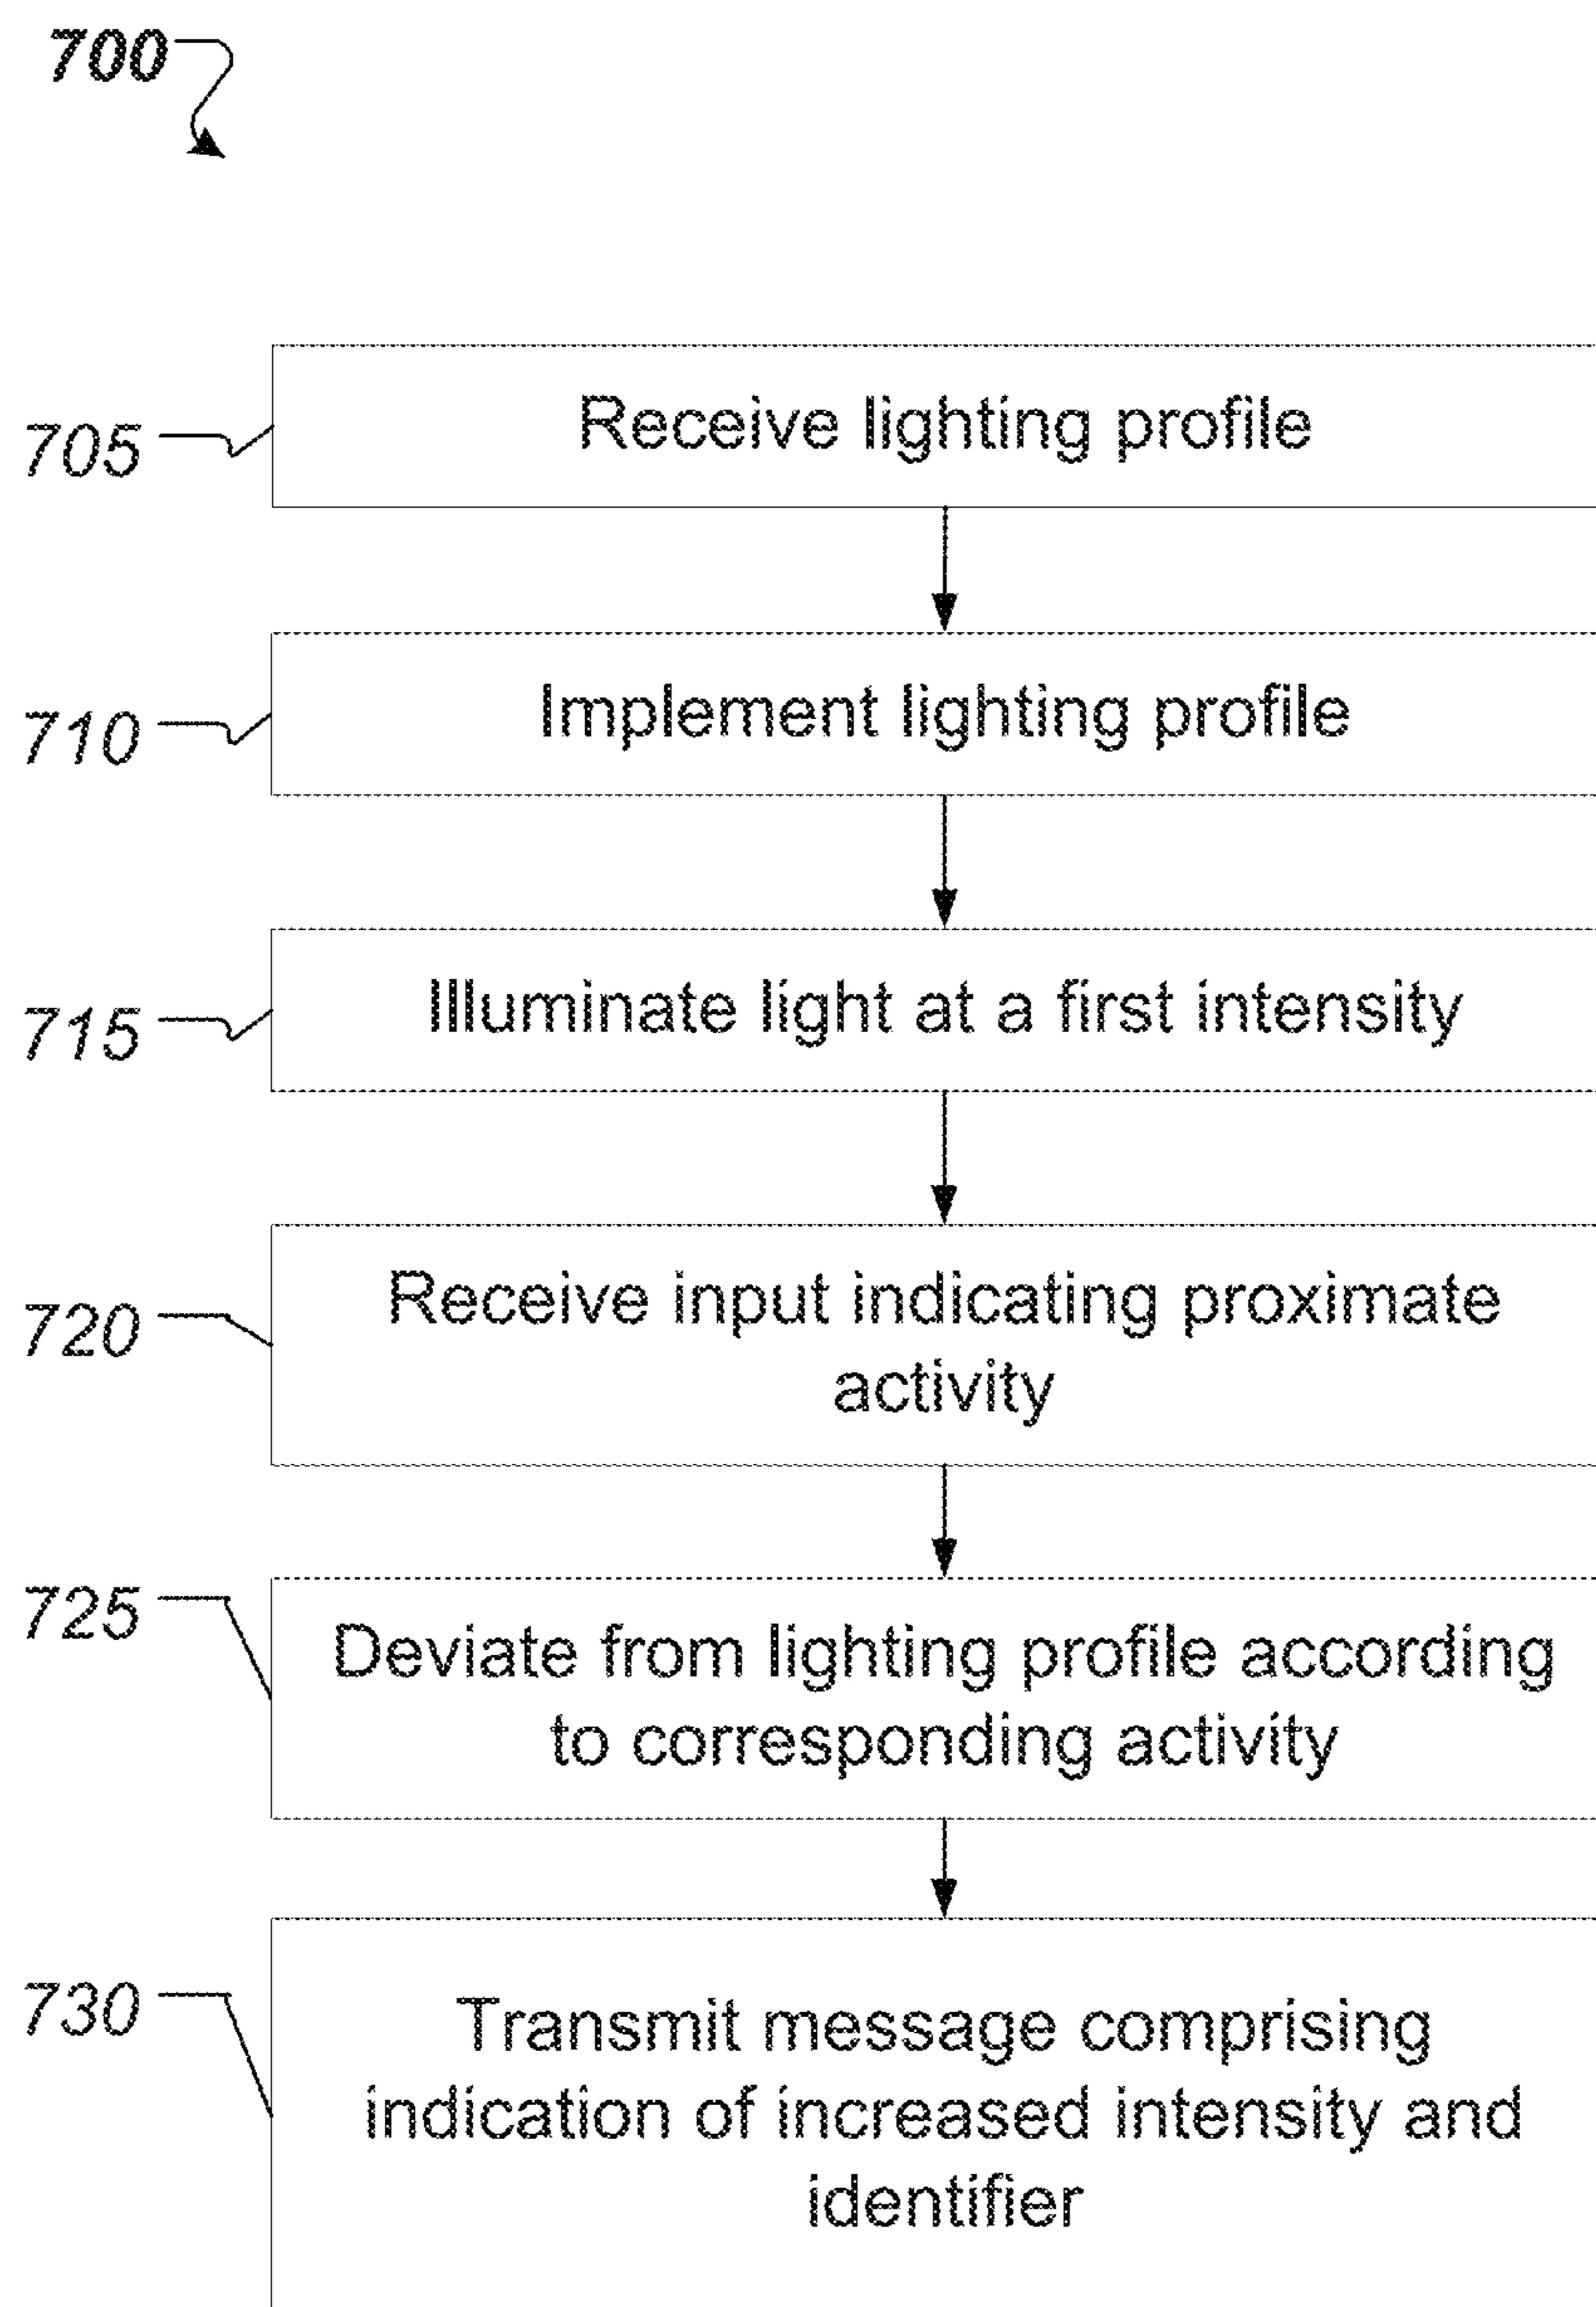 700
705
Receive lighting profile
710
Implement lighting profile
715
Illuminate light at a first intensity
720
Receive input indicating proximate
activity
725
Deviate from lighting profile according
to corresponding activity
730
Transmit message comprising
indication of increased intensity and
identifier